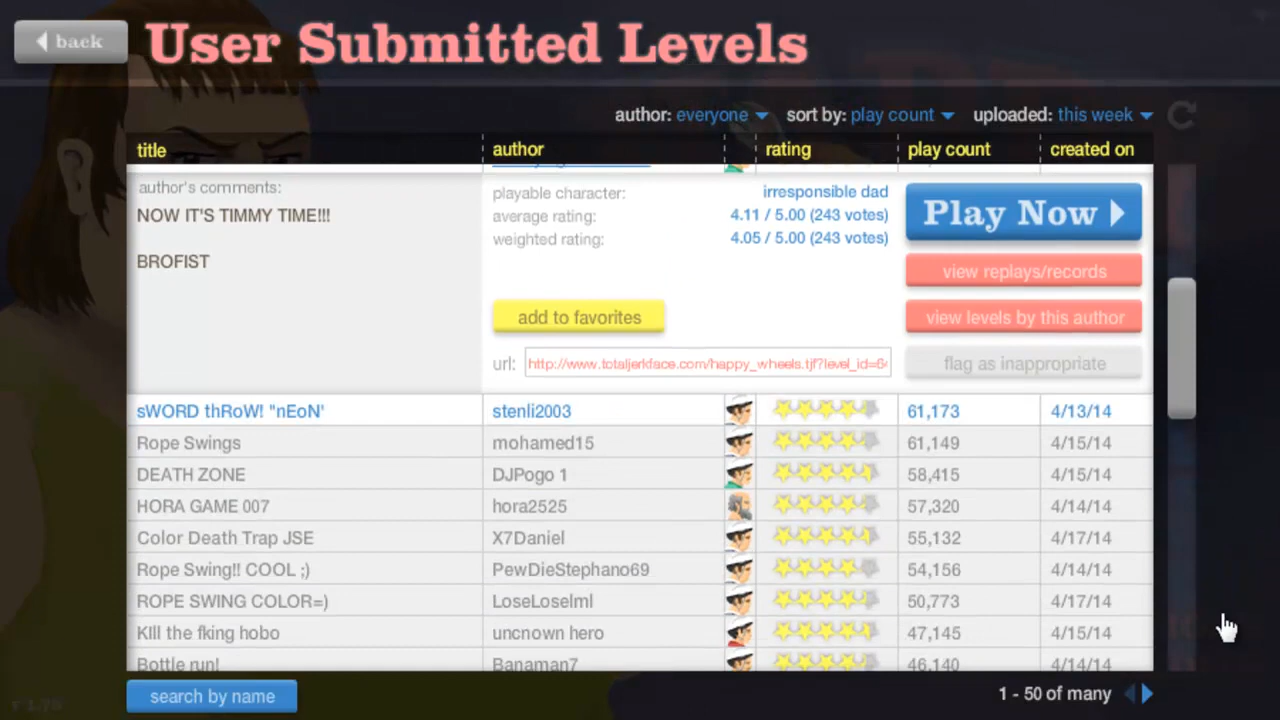 back
User Submitted Levels
author: everyone sort by: play count uploaded: this week
title author rating play count created on
author's comments:
NOW IT'S TIMMY TIME!!!
BROFIST
playable character: irresponsible dad
average rating: 4.11 / 5.00 (243 votes)
weighted rating: 4.05 / 5.00 (243 votes)
add to favorites
url: http://www.totaljerkface.com/happy_wheels.tjf?level_id=6
Play Now
view replays/records
view levels by this author
flag as inappropriate
sWORD thRoW! "nEoN' stenli2003 61,173 4/13/14
Rope Swings mohamed15 61,149 4/15/14
DEATH ZONE DJPogo 1 58,415 4/15/14
HORA GAME 007 hora2525 57,320 4/14/14
Color Death Trap JSE X7Daniel 55,132 4/17/14
Rope Swing!! COOL ;) PewDieStephano69 54,156 4/14/14
ROPE SWING COLOR=) 50,773 4/17/14
KIll the fking hobo uncnown hero 47,145 4/15/14
Bottle run! Banaman7 46,140 4/14/14
search by name
1 - 50 of many